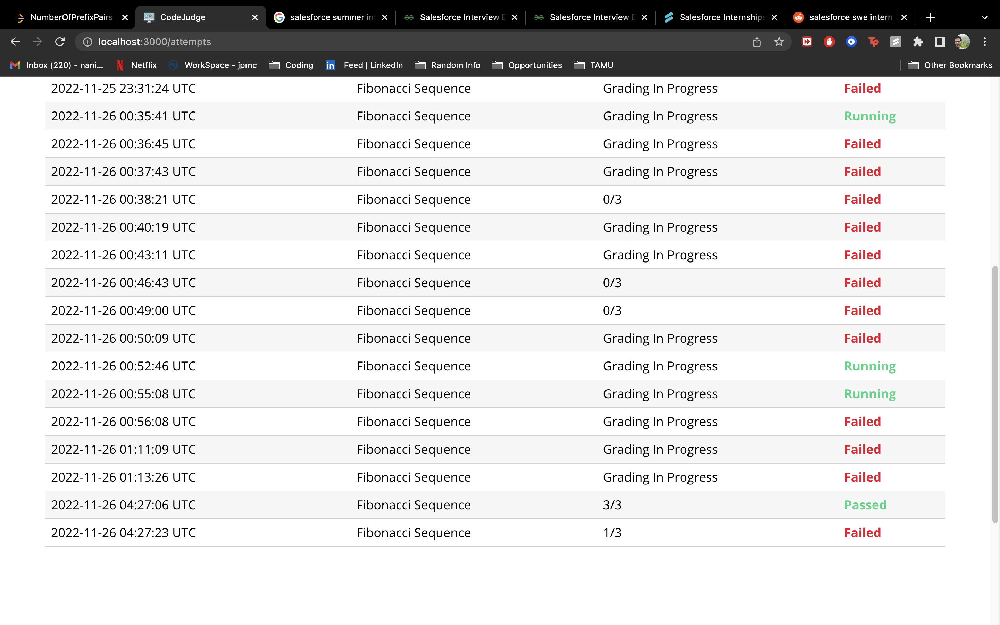 NumberOfPrefixPairs CodeJudge salesforce summer int Salesforce Interview E Salesforce Interview E Salesforce Internships salesforce swe intern
localhost:3000/attempts
Inbox (220) - nani... Netflix WorkSpace - jpmc Coding Feed | LinkedIn Random Info Opportunities TAMU Other Bookmarks
2022-11-25 23:31:24 UTC Fibonacci Sequence Grading In Progress Failed
2022-11-26 00:35:41 UTC Fibonacci Sequence Grading In Progress Running
2022-11-26 00:36:45 UTC Fibonacci Sequence Grading In Progress Failed
2022-11-26 00:37:43 UTC Fibonacci Sequence Grading In Progress Failed
2022-11-26 00:38:21 UTC Fibonacci Sequence 0/3 Failed
2022-11-26 00:40:19 UTC Fibonacci Sequence Grading In Progress Failed
2022-11-26 00:43:11 UTC Fibonacci Sequence Grading In Progress Failed
2022-11-26 00:46:43 UTC Fibonacci Sequence 0/3 Failed
2022-11-26 00:49:00 UTC Fibonacci Sequence 0/3 Failed
2022-11-26 00:50:09 UTC Fibonacci Sequence Grading In Progress Failed
2022-11-26 00:52:46 UTC Fibonacci Sequence Grading In Progress Running
2022-11-26 00:55:08 UTC Fibonacci Sequence Grading In Progress Running
2022-11-26 00:56:08 UTC Fibonacci Sequence Grading In Progress Failed
2022-11-26 01:11:09 UTC Fibonacci Sequence Grading In Progress Failed
2022-11-26 01:13:26 UTC Fibonacci Sequence Grading In Progress Failed
2022-11-26 04:27:06 UTC Fibonacci Sequence 3/3 Passed
2022-11-26 04:27:23 UTC Fibonacci Sequence 1/3 Failed